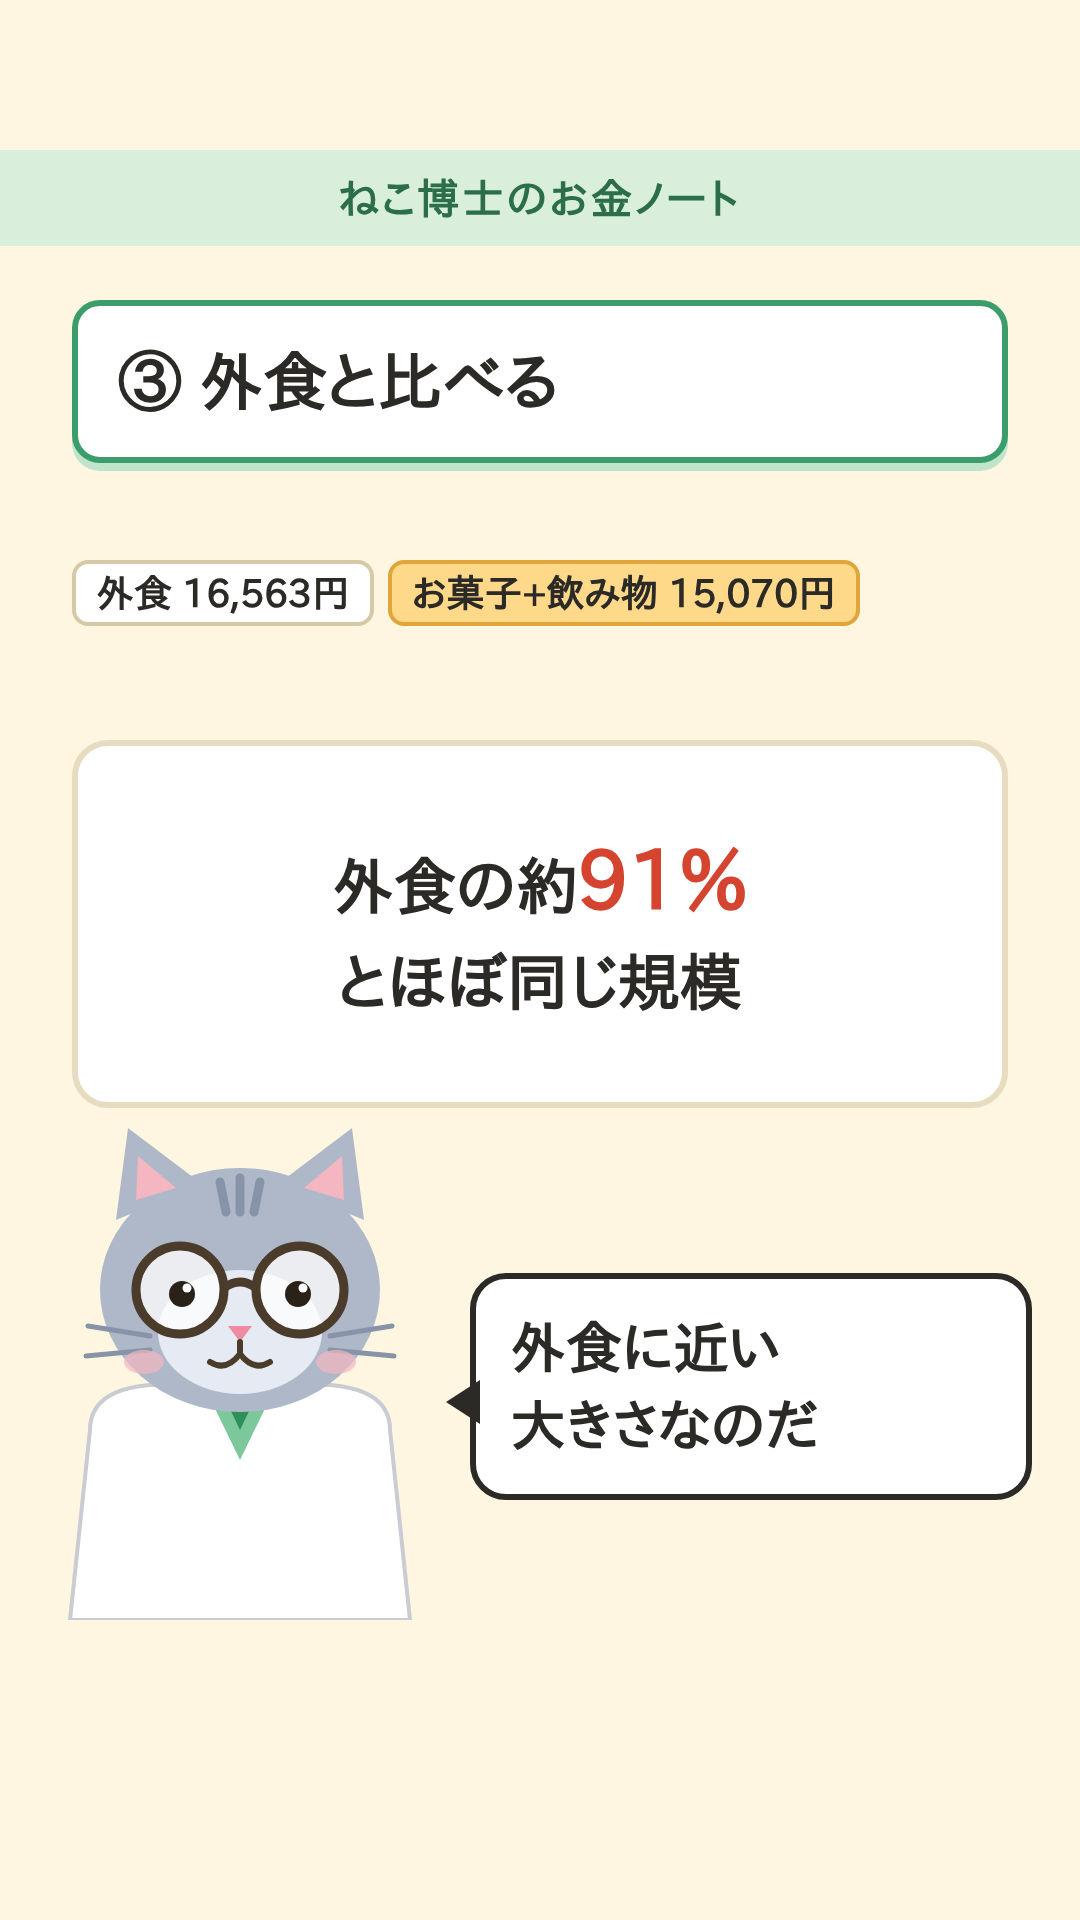 ねこ博士のお金ノート
③ 外食と比べる
外食 16,563円
お菓子+飲み物 15,070円
外食の約91%
とほぼ同じ規模
外食に近い
大きさなのだ